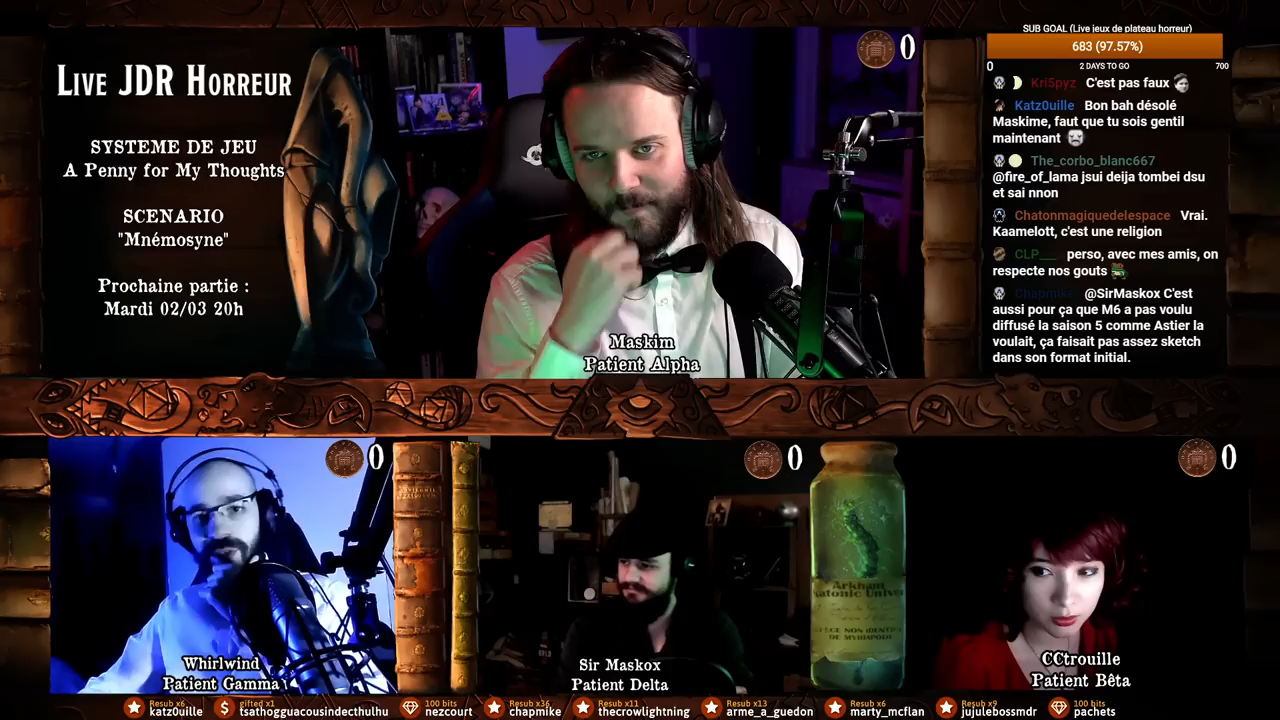 LIVE JDR HORREUR
SYSTEME DE JEU
A Penny for My Thoughts
SCENARIO
"Mnémosyne"
Prochaine partie :
Mardi 02/03 20h
0
Maskim
Patient Alpha
SUB GOAL (Live jeux de plateau horreur)
683 (97.57%)
0
2 DAYS TO GO
700
Kri5pyz C'est pas faux
Katz0uille Bon bah désolé
Maskime, faut que tu sois gentil
maintenant
The_corbo_blanc667
@fire_of_lama jsui deija tombei dsu
et sai nnon
Chatonmagiquedelespace Vrai.
Kaamelott, c'est une religion
CLP__ perso, avec mes amis, on
respecte nos gouts
Chapmike @SirMaskox C'est
aussi pour ça que M6 a pas voulu
diffusé la saison 5 comme Astier la
voulait, ça faisait pas assez sketch
dans son format initial.
0
Whirlwind
Patient Gamma
0
Sir Maskox
Patient Delta
Arkham
0
CCtrouille
Patient Bêta
Resub x6
katz0uille
gifted x1
tsathogguacousindecthulhu
100 bits
nezcourt
Resub x36
chapmike
Resub x11
thecrowlightning
Resub x13
arme_a_guedon
Resub x6
marty_mcflan
Resub x9
jujulebossmdr
100 bits
pachets